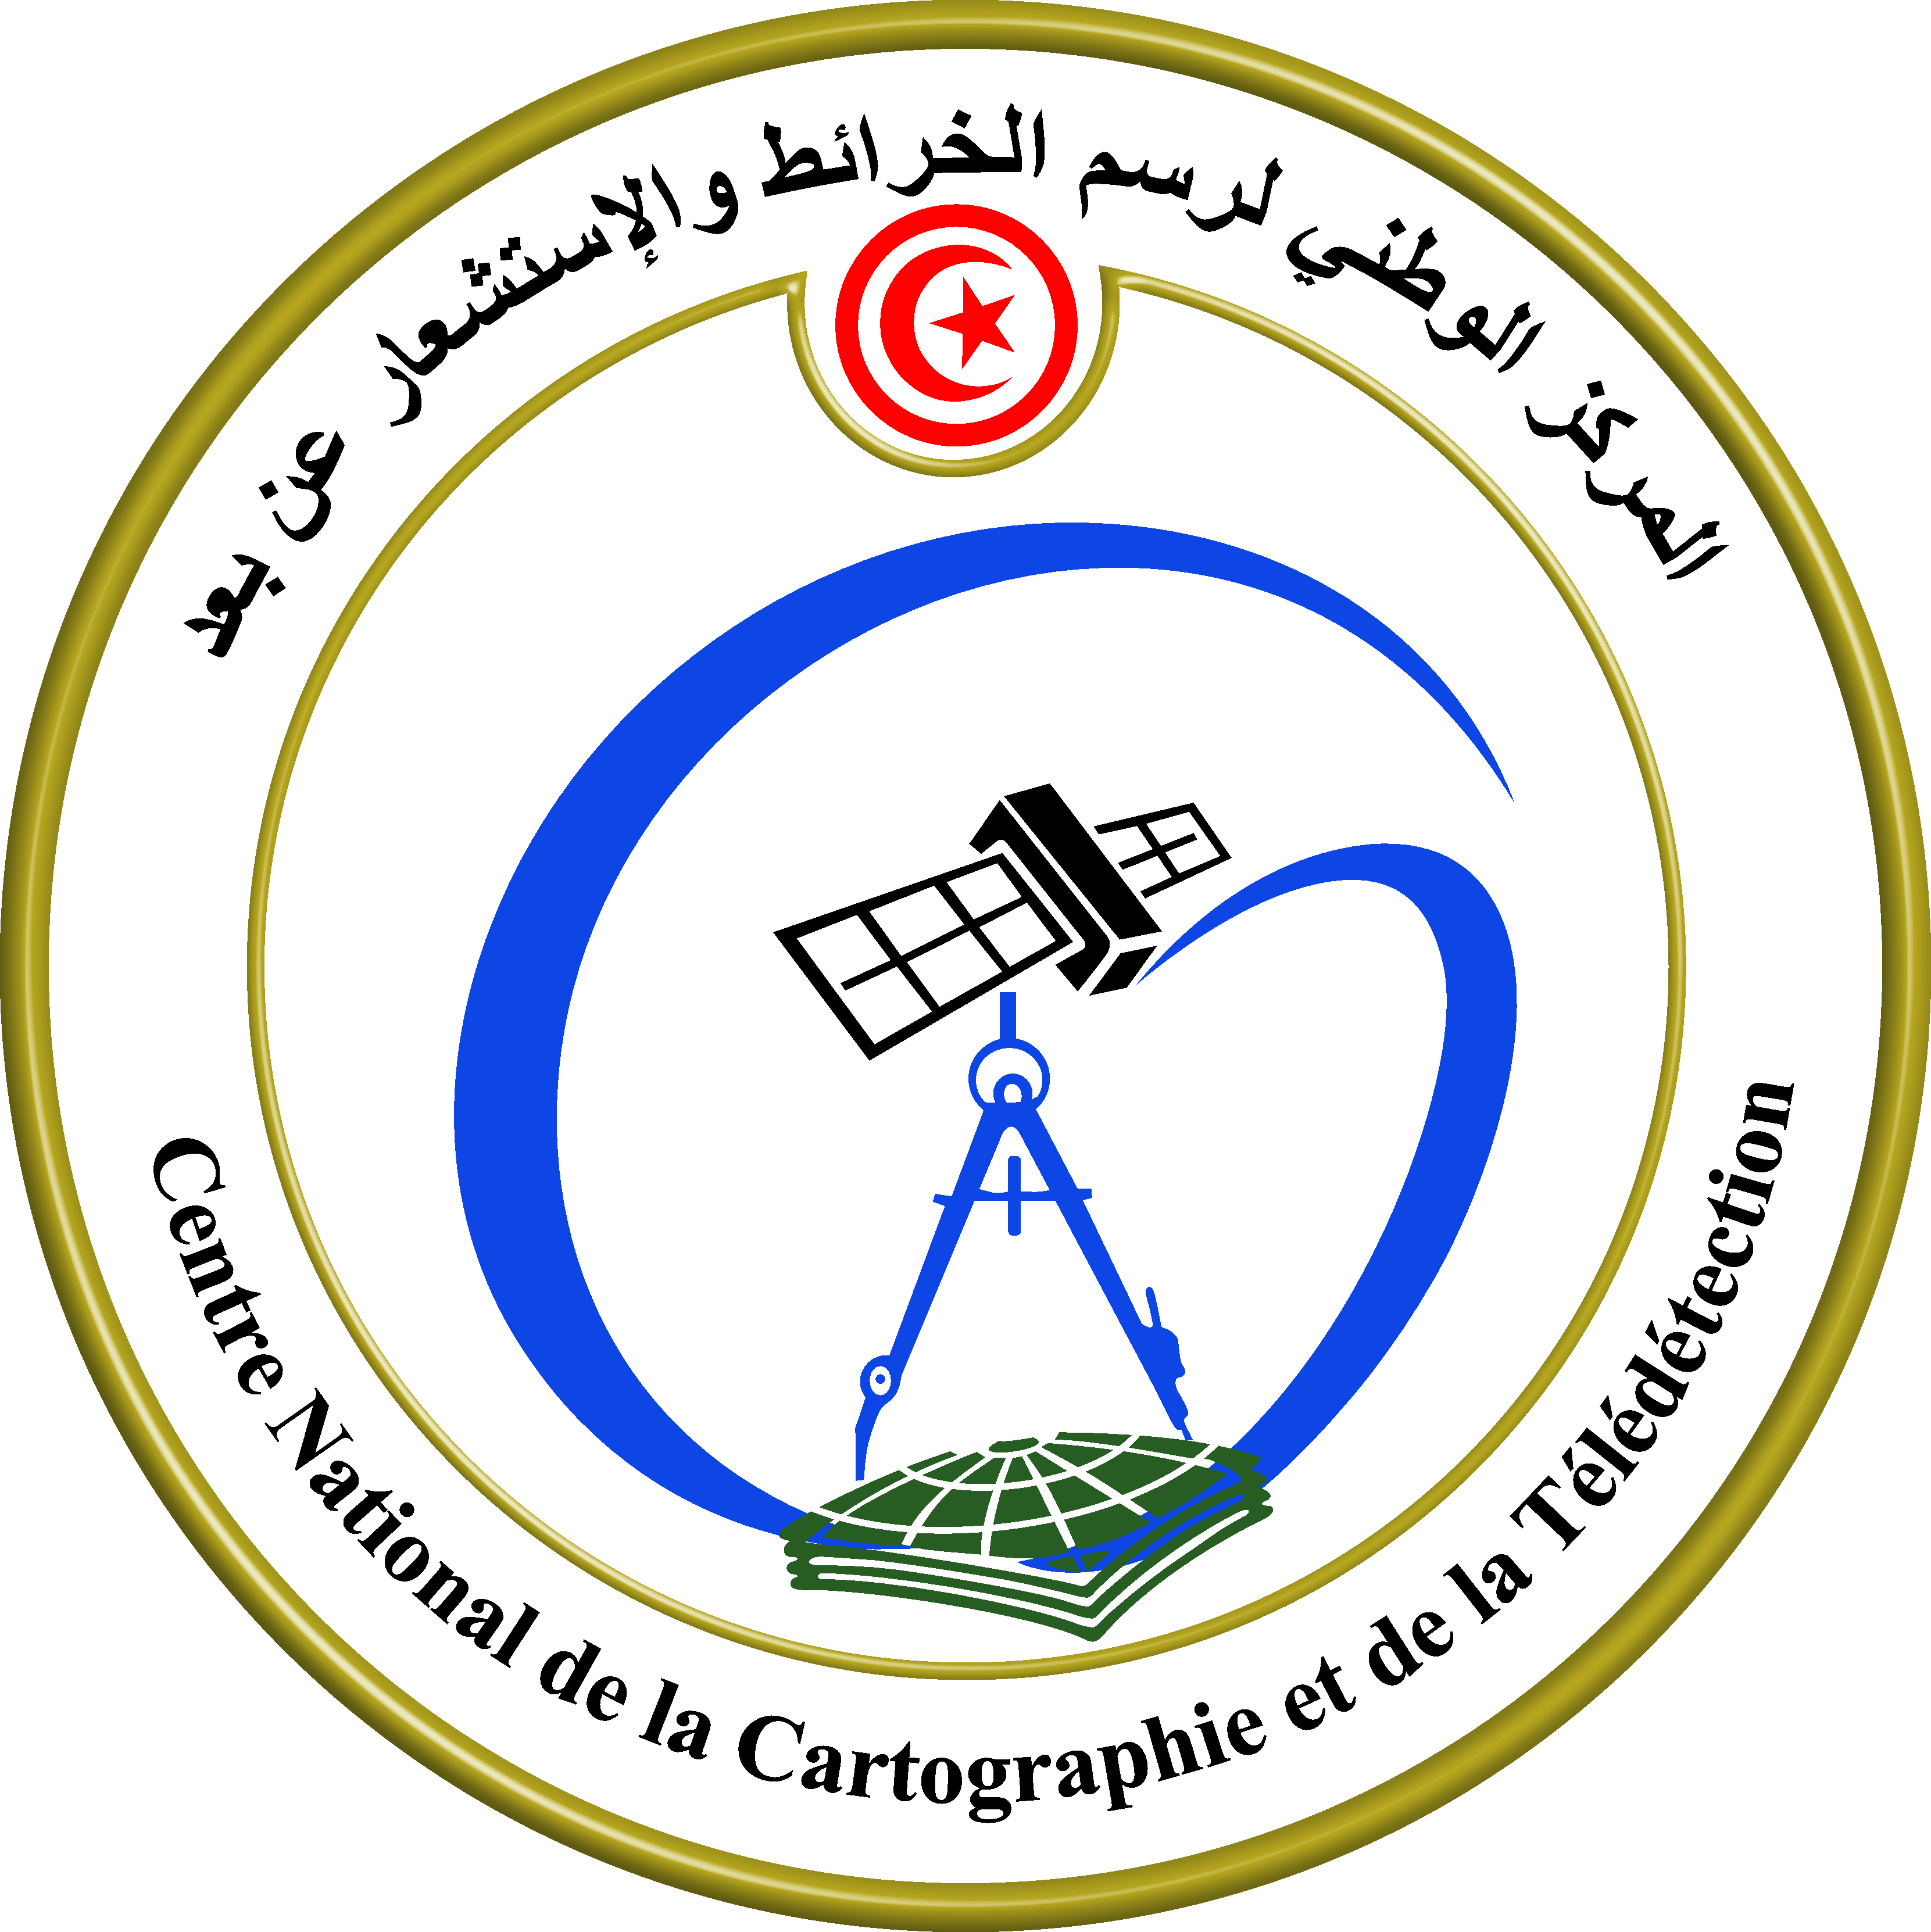 المركز الوطني لرسم الخرائط والإستشعار عن بعد
Centre National de la Cartographie et de la Télédétection